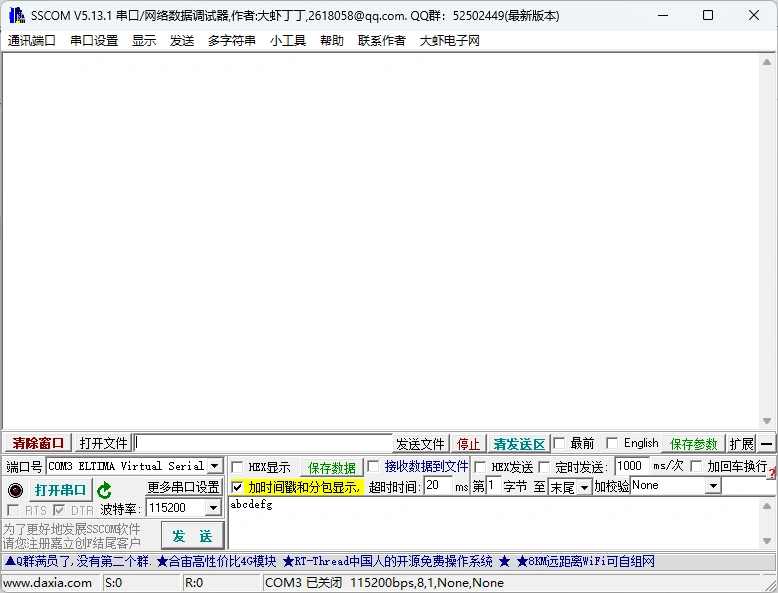 SSCOM V5.13.1 串口/网络数据调试器,作者:大虾丁丁,2618058@qq.com. QQ群：52502449(最新版本)
通讯端口 串口设置 显示 发送 多字符串 小工具 帮助 联系作者 大虾电子网
清除窗口 打开文件 发送文件 停止 清发送区 最前 English 保存参数 扩展 —
端口号 COM3 ELTIMA Virtual Serial HEX显示 保存数据 接收数据到文件 HEX发送 定时发送: 1000 ms/次 加回车换行
打开串口 更多串口设置 加时间戳和分包显示, 超时时间: 20 ms 第 1 字节 至 末尾 加校验 None ?
RTS DTR 波特率: 115200 abcdefg
为了更好地发展SSCOM软件
请您注册嘉立创F结尾客户
发 送
▲Q群满员了,没有第二个群. ★合宙高性价比4G模块 ★RT-Thread中国人的开源免费操作系统 ★ ★8KM远距离WiFi可自组网
www.daxia.com S:0 R:0 COM3 已关闭 115200bps,8,1,None,None